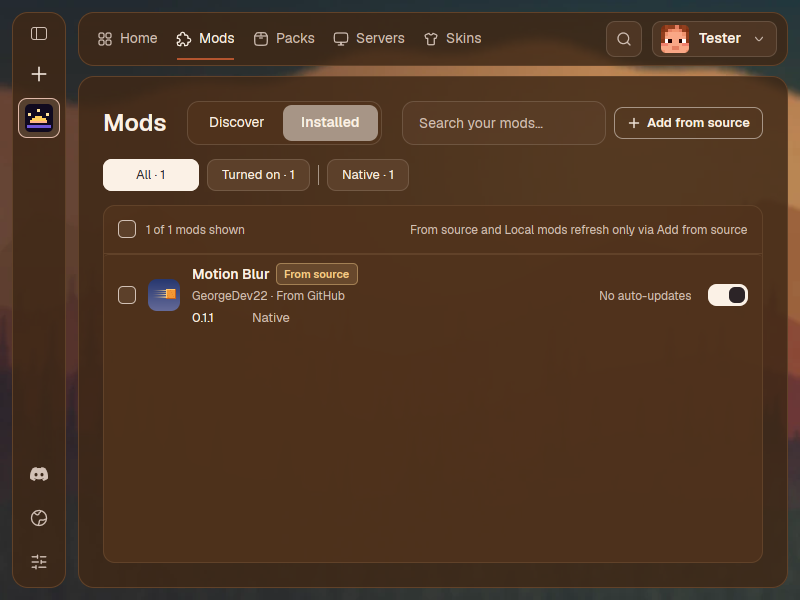 Home
Mods
Packs
Servers
Skins
Tester
Mods
Discover
Installed
Search your mods...
Add from source
All · 1
Turned on · 1
Native · 1
1 of 1 mods shown
From source and Local mods refresh only via Add from source
Motion Blur
From source
GeorgeDev22 · From GitHub
No auto-updates
0.1.1
Native